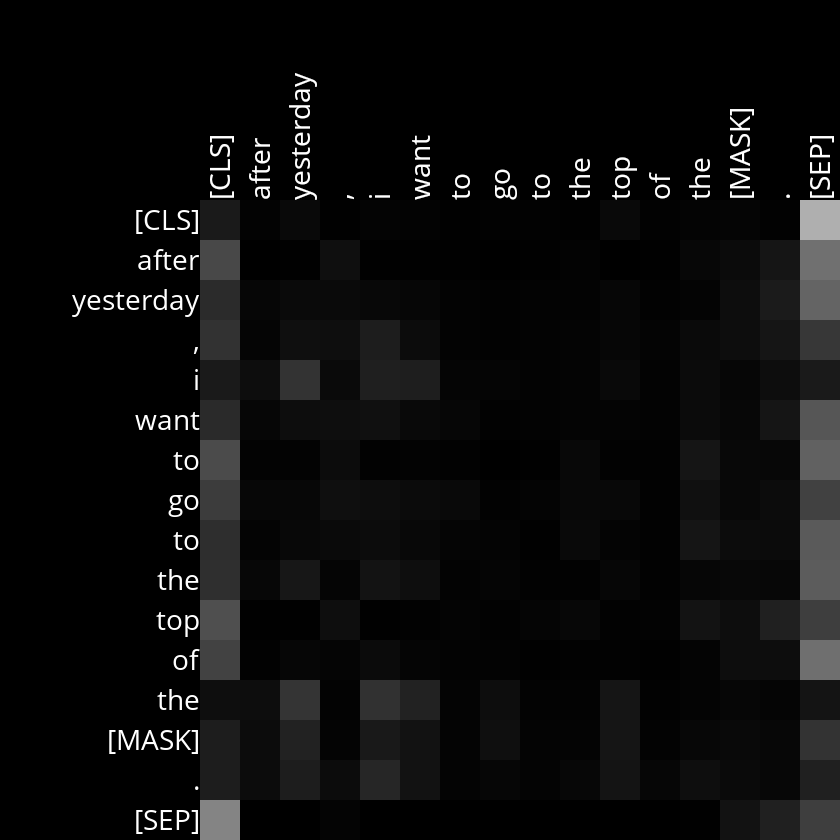 [CLS] after yesterday , i want to go to the top of the [MASK] . [SEP]
[CLS]
after
yesterday
,
i
want
to
go
to
the
top
of
the
[MASK]
.
[SEP]